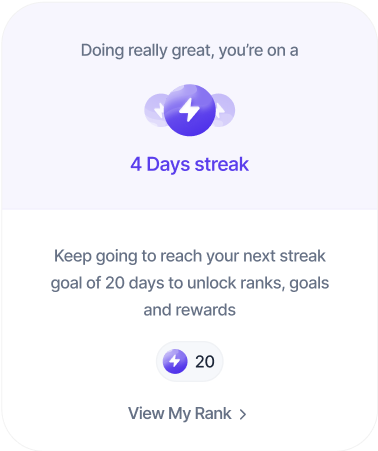 Doing really great, you’re on a
4 Days streak
Keep going to reach your next streak
goal of 20 days to unlock ranks, goals
and rewards
20
View My Rank